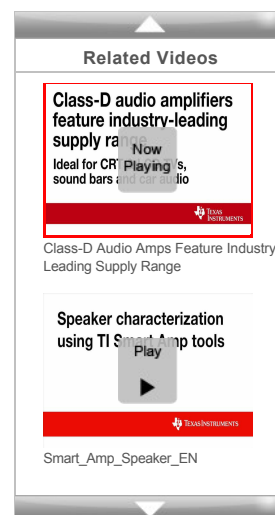 Related Videos
Class-D audio amplifiers
feature industry-leading
supply
Now
Ideal for
Playing
sound bars and car audio
TEXAS
INSTRUMENTS
Class-D Audio Amps Feature Industry
Leading Supply Range
Speaker characterization
using TI Smart Amp tools
Play
TEXAS INSTRUMENTS
Smart_Amp_Speaker_EN